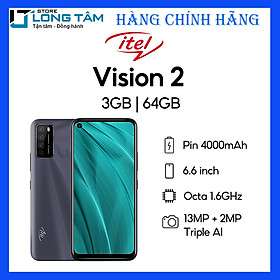 STORE
LONG TÂM
Tận tâm - Đồng hành
HÀNG CHÍNH HÃNG
itel
Vision 2
3GB | 64GB
Pin 4000mAh
6.6 inch
Octa 1.6GHz
13MP + 2MP
Triple AI
itel